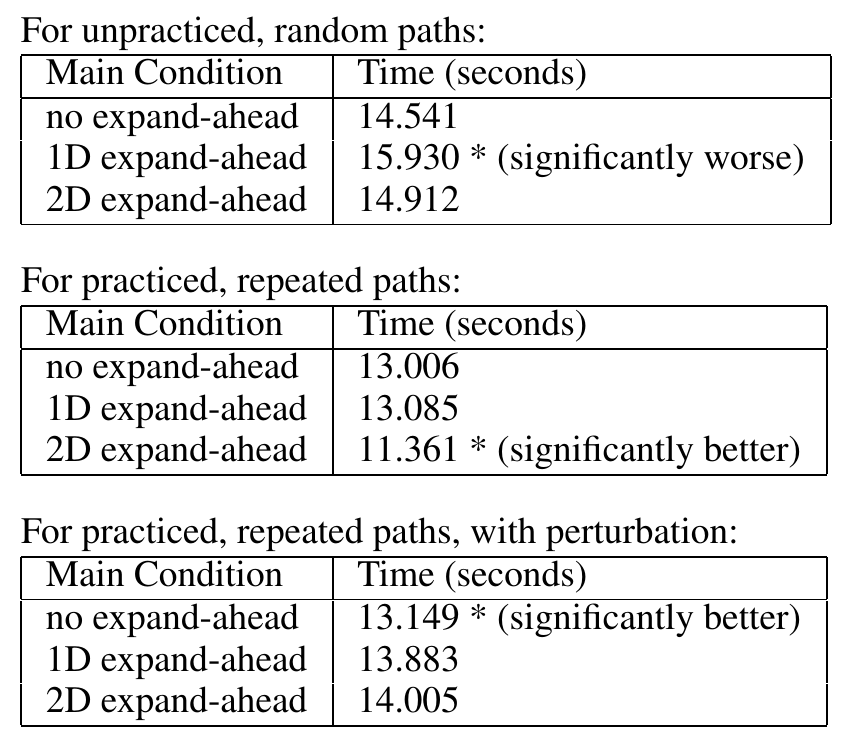 For unpracticed, random paths:
Main Condition Time (seconds)
no expand-ahead 14.541
1D expand-ahead 15.930 * (significantly worse)
2D expand-ahead 14.912
For practiced, repeated paths:
Main Condition Time (seconds)
no expand-ahead 13.006
1D expand-ahead 13.085
2D expand-ahead 11.361 * (significantly better)
For practiced, repeated paths, with perturbation:
Main Condition Time (seconds)
no expand-ahead 13.149 * (significantly better)
1D expand-ahead 13.883
2D expand-ahead 14.005